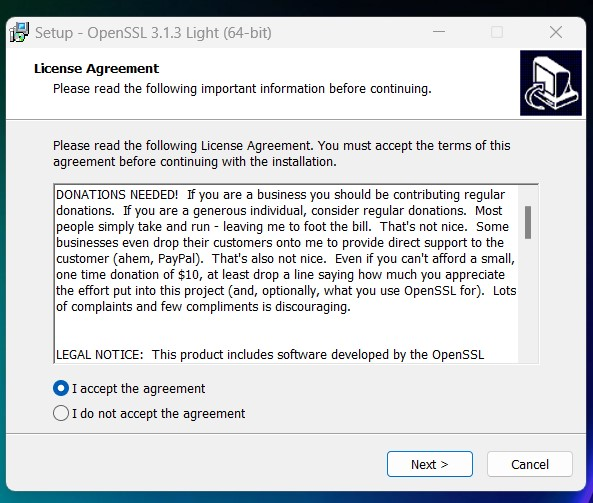 Setup - OpenSSL 3.1.3 Light (64-bit)
License Agreement
Please read the following important information before continuing.
Please read the following License Agreement. You must accept the terms of this
agreement before continuing with the installation.
DONATIONS NEEDED!  If you are a business you should be contributing regular
donations.  If you are a generous individual, consider regular donations.  Most
people simply take and run - leaving me to foot the bill.  That's not nice.  Some
businesses even drop their customers onto me to provide direct support to the
customer (ahem, PayPal).  That's also not nice.  Even if you can't afford a small,
one time donation of $10, at least drop a line saying how much you appreciate
the effort put into this project (and, optionally, what you use OpenSSL for).  Lots
of complaints and few compliments is discouraging.
LEGAL NOTICE:  This product includes software developed by the OpenSSL
I accept the agreement
I do not accept the agreement
Next >
Cancel